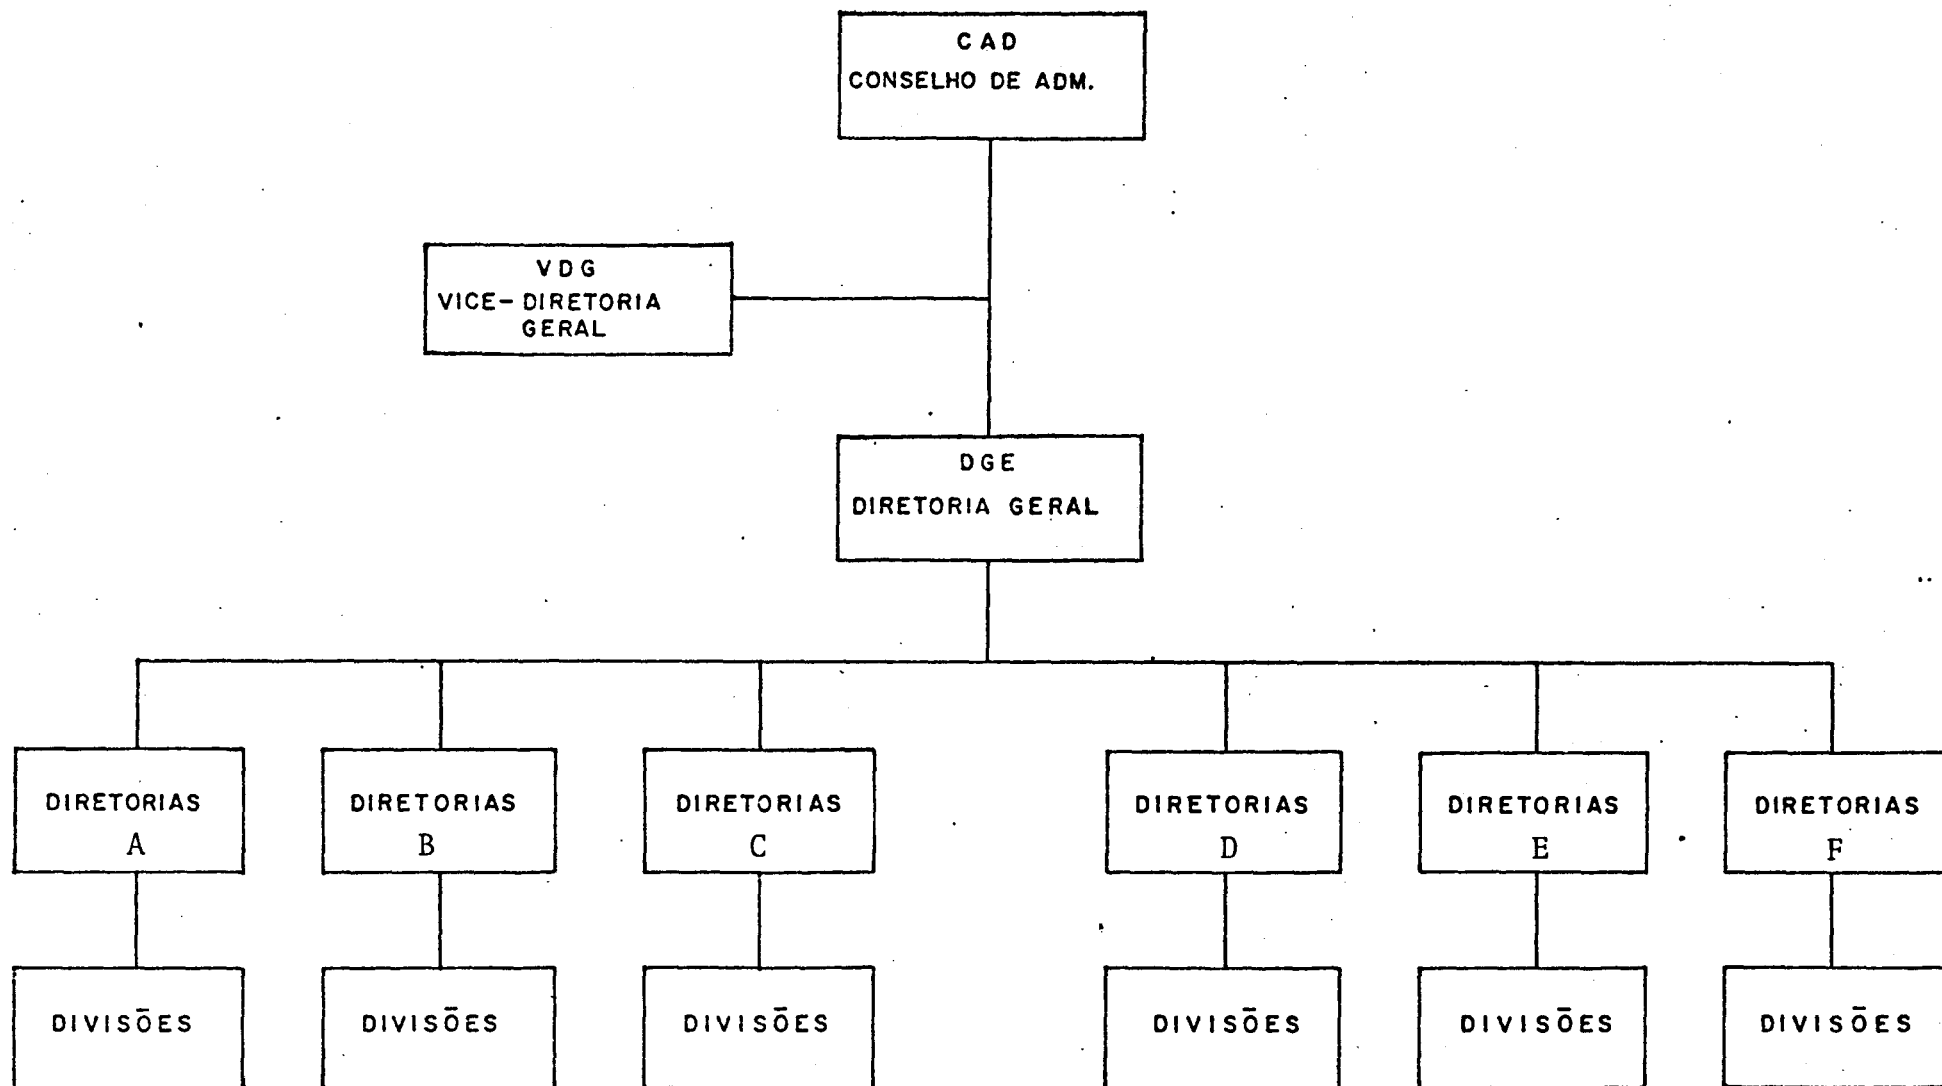 CAD
CONSELHO DE ADM.
VDG
VICE-DIRETORIA
GERAL
DGE
DIRETORIA GERAL
DIRETORIAS
A
DIRETORIAS
B
DIRETORIAS
C
DIRETORIAS
D
DIRETORIAS
E
DIRETORIAS
F
DIVISÕES
DIVISÕES
DIVISÕES
DIVISÕES
DIVISÕES
DIVISÕES